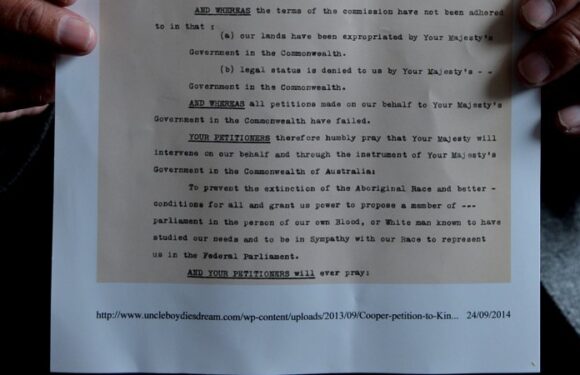 AND WHEREAS the terms of the commission have not been adhered
to in that :
(a) our lands have been expropriated by Your Majesty's
Government in the Commonwealth.
(b) legal status is denied to us by Your Majesty's - -
Government in the Commonwealth.
AND WHEREAS all petitions made on our behalf to Your Majesty's
Government in the Commonwealth have failed.
YOUR PETITIONERS therefore humbly pray that Your Majesty will
intervene on our behalf and through the instrument of Your Majesty's
Government in the Commonwealth of Australia:
To prevent the extinction of the Aboriginal Race and better -
conditions for all and grant us power to propose a member of ---
parliament in the person of our own Blood, or White man known to have
studied our needs and to be in Sympathy with our Race to represent
us in the Federal Parliament.
AND YOUR PETITIONERS will ever pray:
http://www.uncleboydiesdream.com/wp-content/uploads/2013/09/Cooper-petition-to-Kin... 24/09/2014